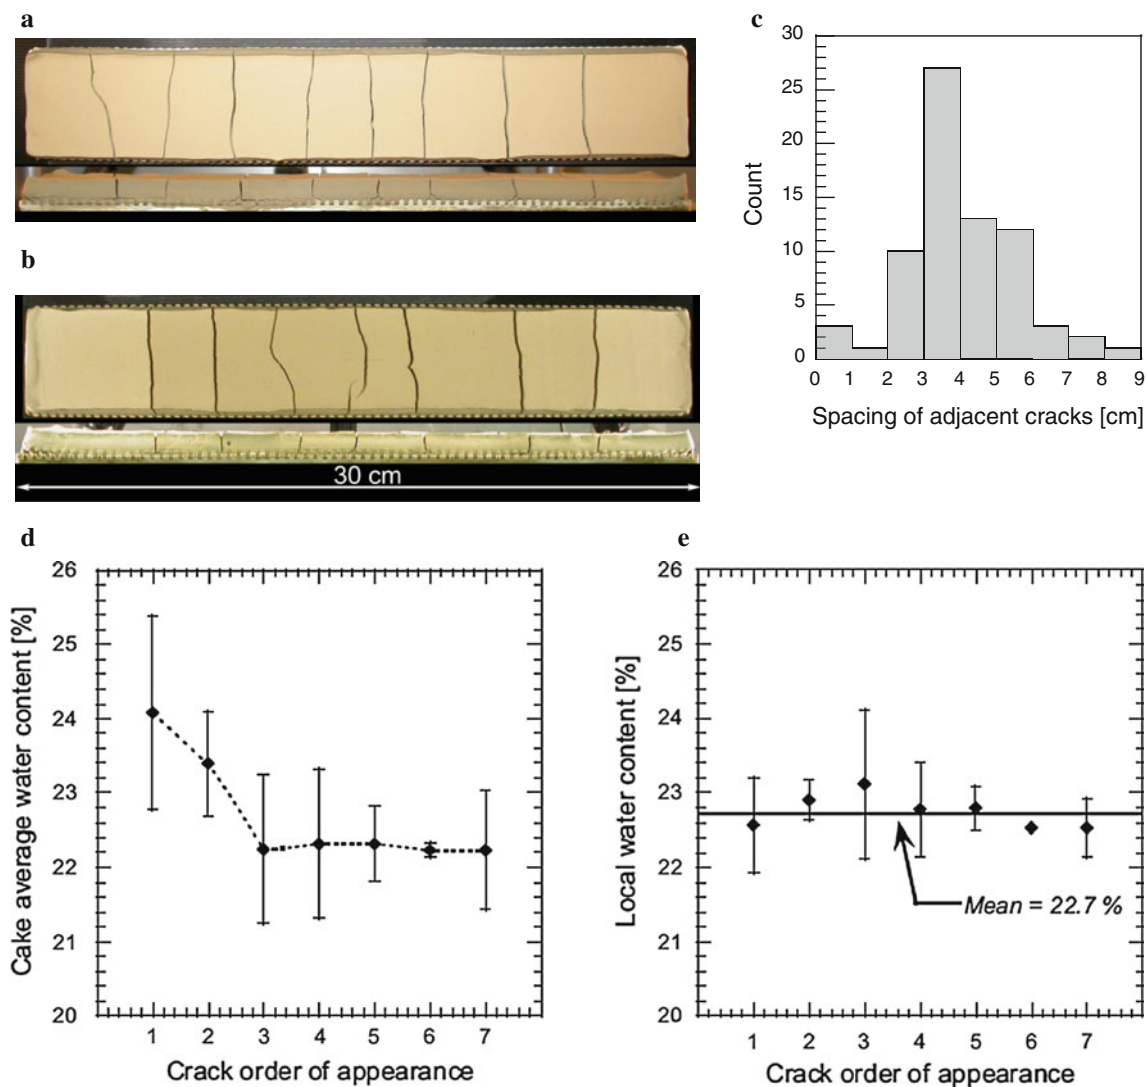 a
b
30 cm
c
30
25
20
15
10
5
0
Count
0 1 2 3 4 5 6 7 8 9
Spacing of adjacent cracks [cm]
d
26
25
24
23
22
21
20
Cake average water content [%]
1 2 3 4 5 6 7
Crack order of appearance
e
26
25
24
23
22
21
20
Local water content [%]
Mean = 22.7 %
1 2 3 4 5 6 7
Crack order of appearance